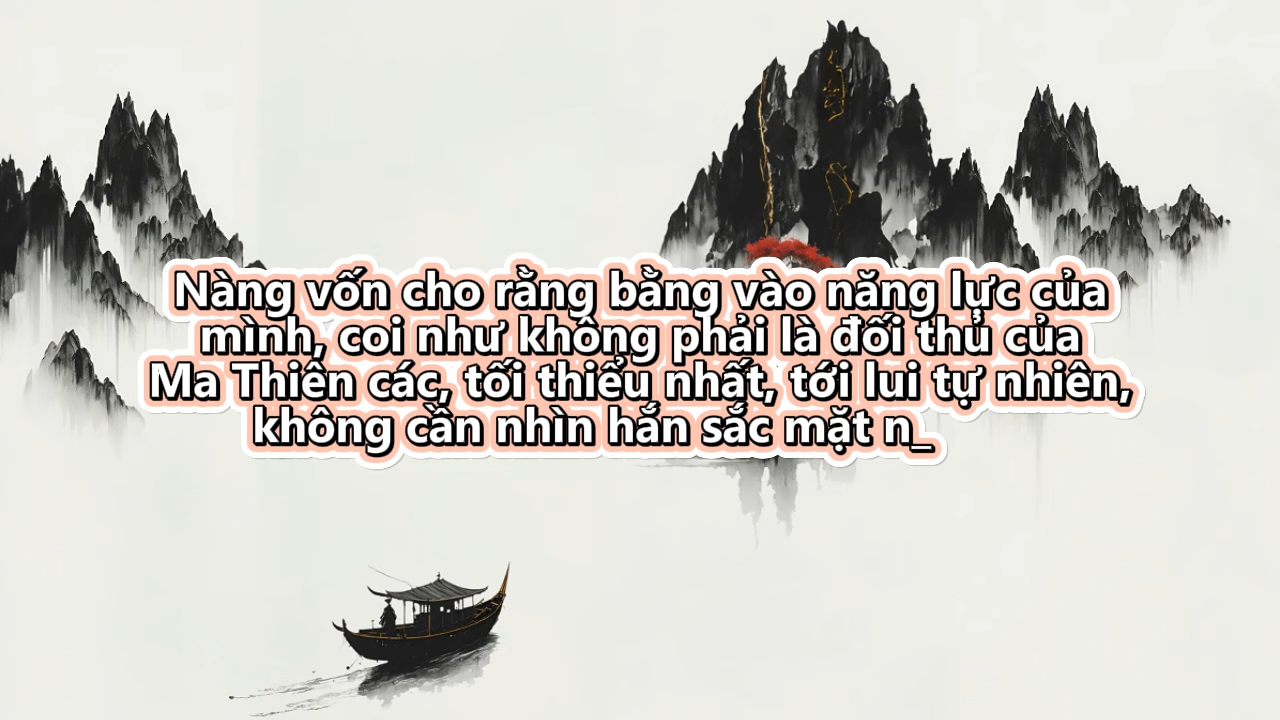 Nàng vốn cho rằng bằng vào năng lực của
mình, coi như không phải là đối thủ của
Ma Thiên các, tối thiểu nhất, tới lui tự nhiên,
không cần nhìn hắn sắc mặt n_